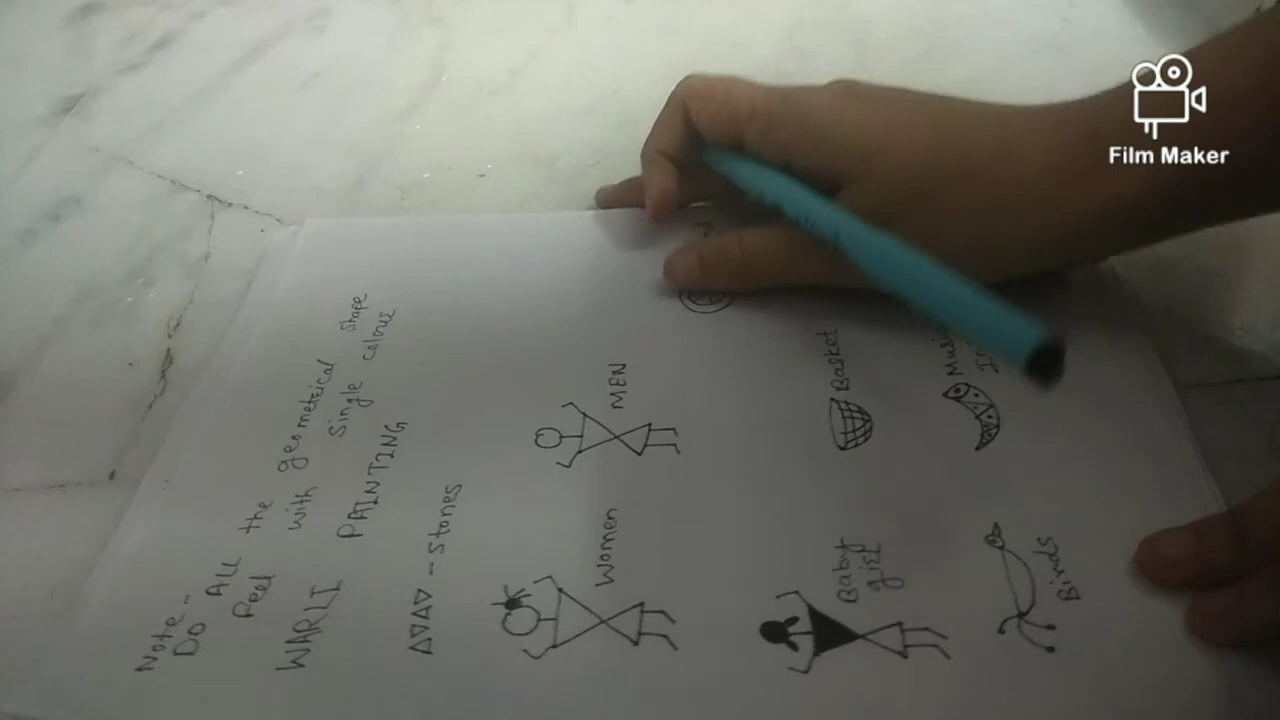 Note -
Do All the geometrical shape
Peel with single colour
WARLI PAINTING
- stones
Women
MEN
Baby
girl
Basket
Birds
Film Maker